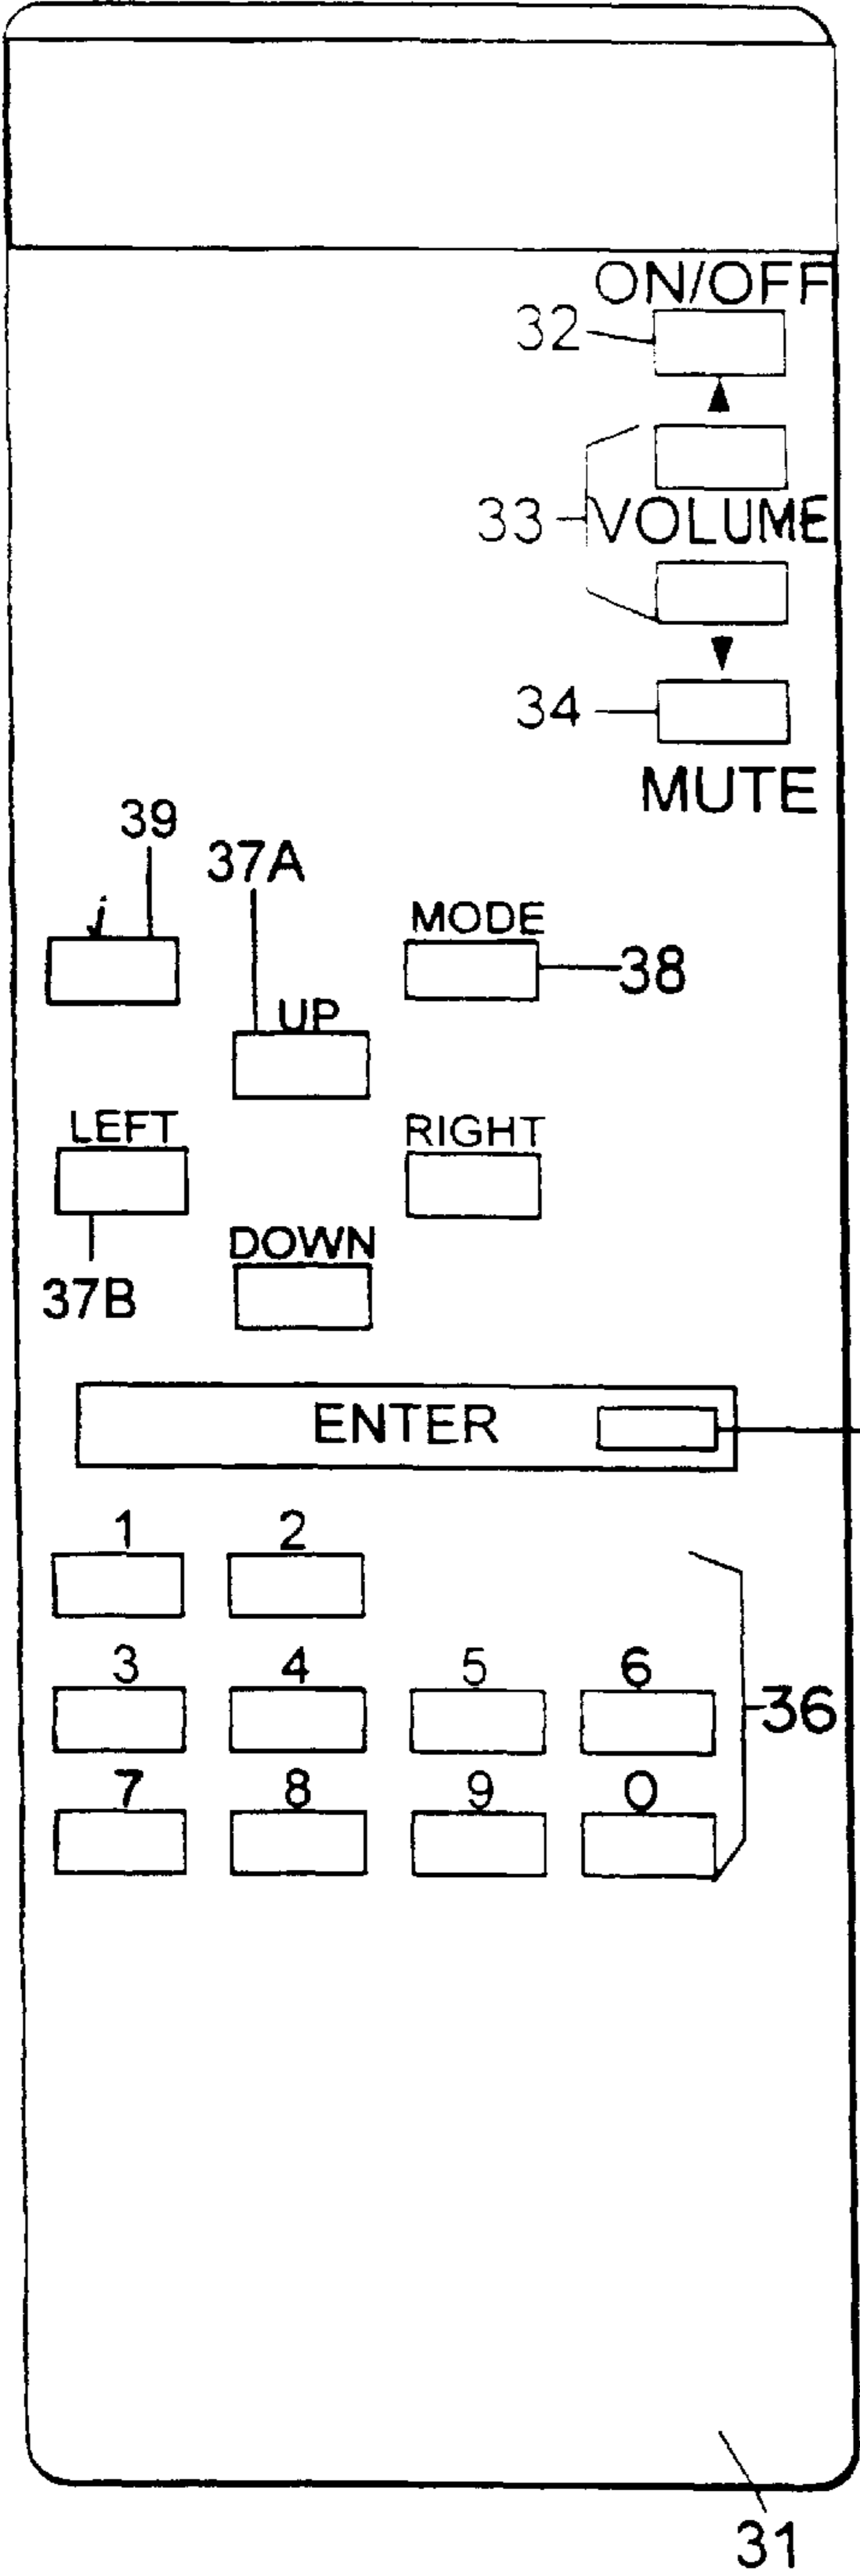 ON/OFF
32
33 VOLUME
34
MUTE
39
37A
i MODE
38
UP
LEFT RIGHT
DOWN
37B
ENTER
1 2
3 4 5 6
36
7 8 9 0
31